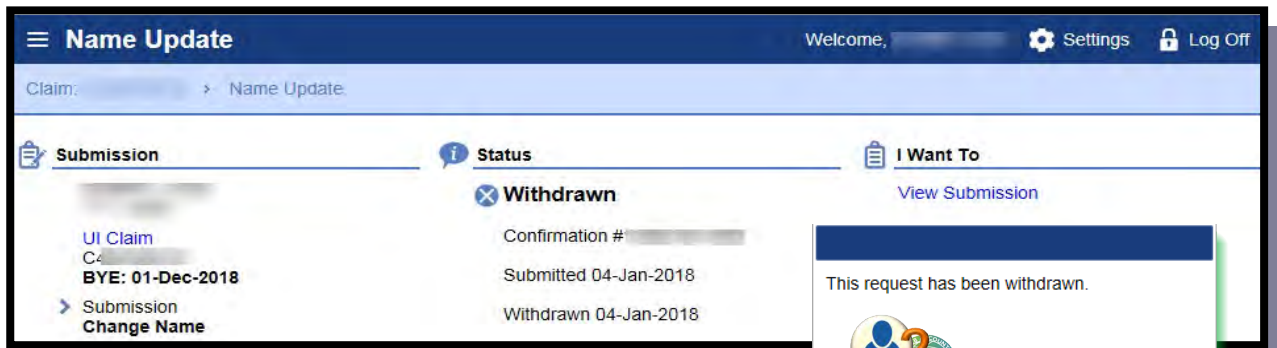 Name Update
Welcome,
Settings
Log Off
Claim: > Name Update
Submission
UI Claim
BYE: 01-Dec-2018
Submission
Change Name
Status
Withdrawn
Confirmation #
Submitted 04-Jan-2018
Withdrawn 04-Jan-2018
I Want To
View Submission
This request has been withdrawn.